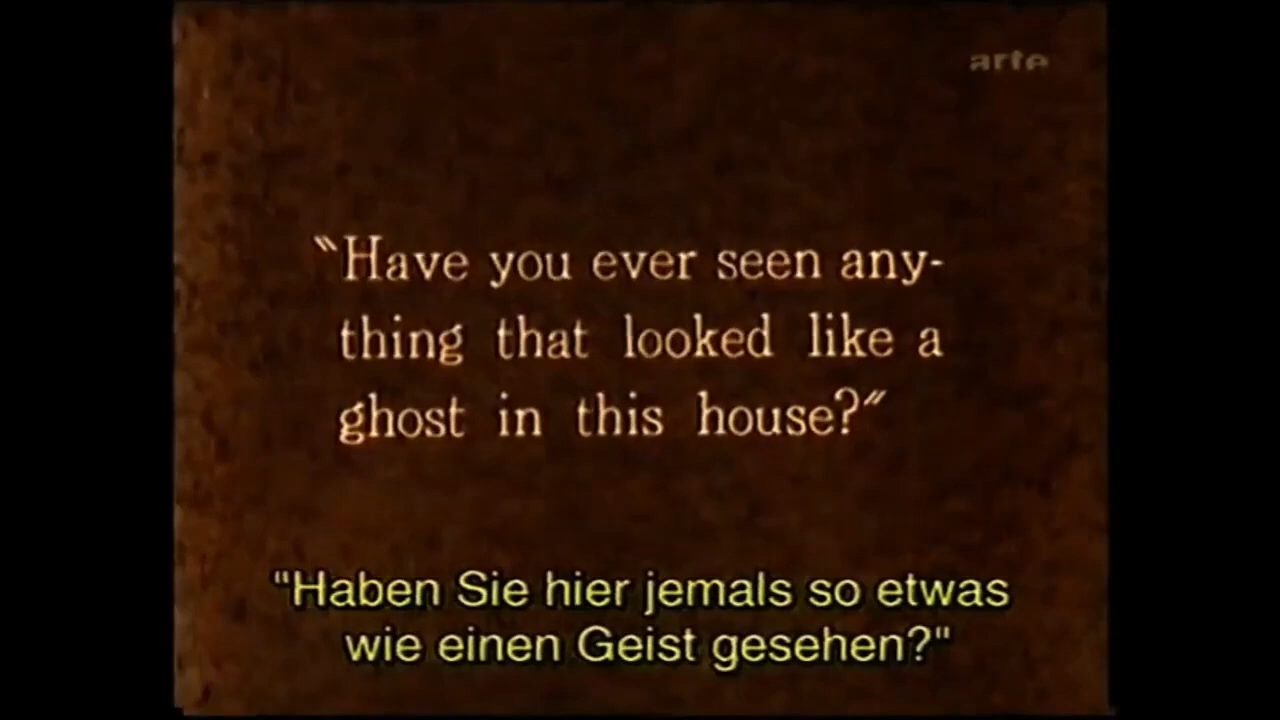 arte
"Have you ever seen any-
thing that looked like a
ghost in this house?"
"Haben Sie hier jemals so etwas
wie einen Geist gesehen?"